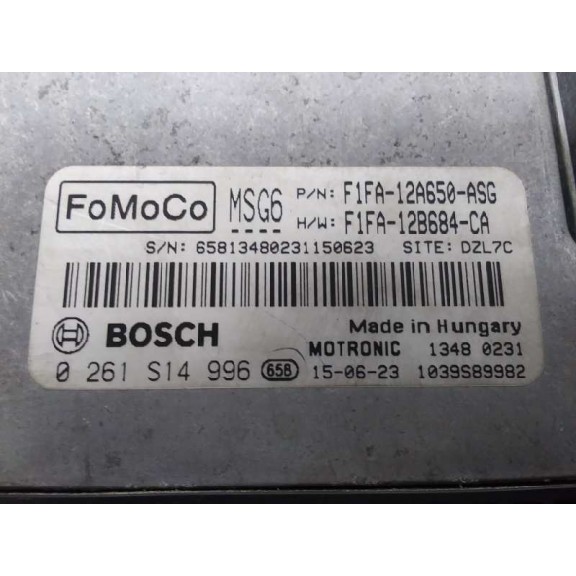 FoMoCo MSG6 P/N: F1FA-12A650-ASG
H/W: F1FA-12B684-CA
S/N: 65813480231150623 SITE: DZL7C
BOSCH Made in Hungary
MOTRONIC 1348 0231
0 261 S14 996 658 15-06-23 1039S89982